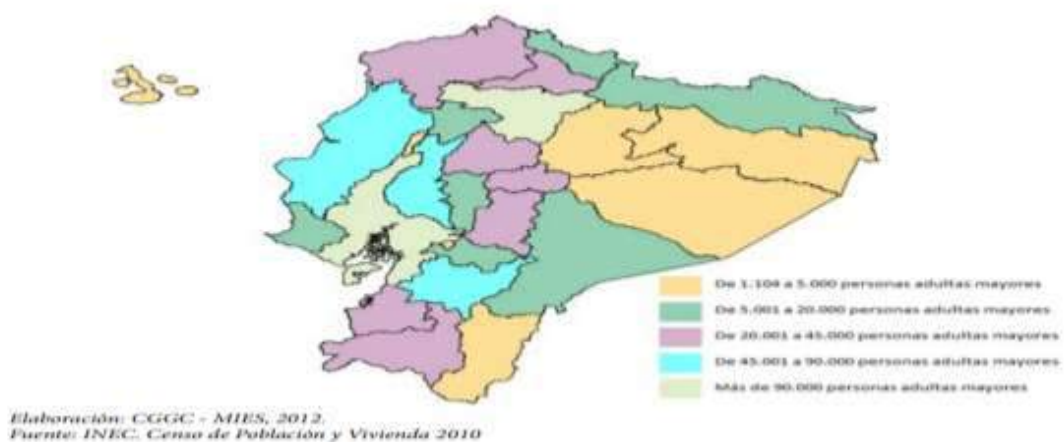 De 1.104 a 5.000 personas adultas mayores
De 5.001 a 20.000 personas adultas mayores
De 20.001 a 45.000 personas adultas mayores
De 45.001 a 90.000 personas adultas mayores
Más de 90.000 personas adultas mayores
Elaboración: CGGC - MIES, 2012.
Fuente: INEC. Censo de Población y Vivienda 2010